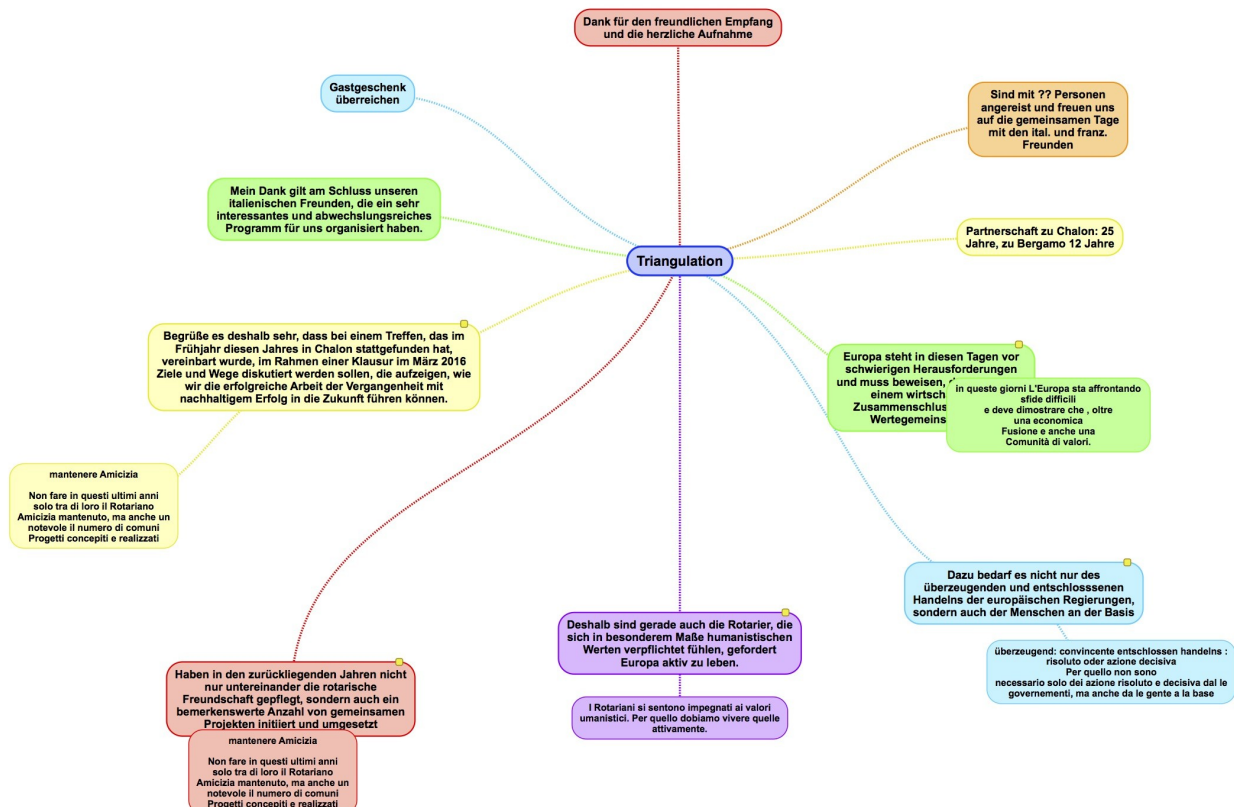 Dank für den freundlichen Empfang
und die herzliche Aufnahme
Gastgeschenk
überreichen
Sind mit ?? Personen
angereist und freuen uns
auf die gemeinsamen Tage
mit den ital. und franz.
Freunden
Mein Dank gilt am Schluss unseren
italienischen Freunden, die ein sehr
interessantes und abwechslungsreiches
Programm für uns organisiert haben.
Partnerschaft zu Chalon: 25
Jahre, zu Bergamo 12 Jahre
Triangulation
Begrüße es deshalb sehr, dass bei einem Treffen, das im
Frühjahr diesen Jahres in Chalon stattgefunden hat,
vereinbart wurde, im Rahmen einer Klausur im März 2016
Ziele und Wege diskutiert werden sollen, die aufzeigen, wie
wir die erfolgreiche Arbeit der Vergangenheit mit
nachhaltigem Erfolg in die Zukunft führen können.
Europa steht in diesen Tagen vor
schwierigen Herausforderungen
und muss beweisen,
einem
Wertegemeins
in queste giorni L'Europa sta affrontando
sfide difficili
e deve dimostrare che , oltre
una economica
Fusione e anche una
Comunità di valori.
mantenere Amicizia
Non fare in questi ultimi anni
solo tra di loro il Rotariano
Amicizia mantenuto, ma anche un
notevole il numero di comuni
Progetti concepiti e realizzati
Dazu bedarf es nicht nur des
überzeugenden und entschlosssenen
Handelns der europäischen Regierungen,
sondern auch der Menschen an der Basis
überzeugend: convincente entschlossen handelns :
risoluto oder azione decisiva
Per quello non sono
necessario solo dei azione risoluto e decisiva dal le
governementi, ma anche da le gente a la base
Deshalb sind gerade auch die Rotarier, die
sich in besonderem Maße humanistischen
Werten verpflichtet fühlen, gefordert
Europa aktiv zu leben.
I Rotariani si sentono impegnati ai valori
umanistici. Per quello dobiamo vivere quelle
attivamente.
Haben in den zurückliegenden Jahren nicht
nur untereinander die rotarische
Freundschaft gepflegt, sondern auch ein
bemerkenswerte Anzahl von gemeinsamen
Projekten initiiert und umgesetzt
mantenere Amicizia
Non fare in questi ultimi anni
solo tra di loro il Rotariano
Amicizia mantenuto, ma anche un
notevole il numero di comuni
Progetti concepiti e realizzati